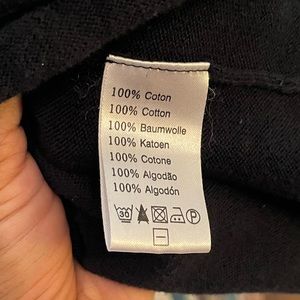 100% Coton
100% Cotton
100% Baumwolle
100% Katoen
100% Cotone
100% Algodão
100% Algodón
30 A P